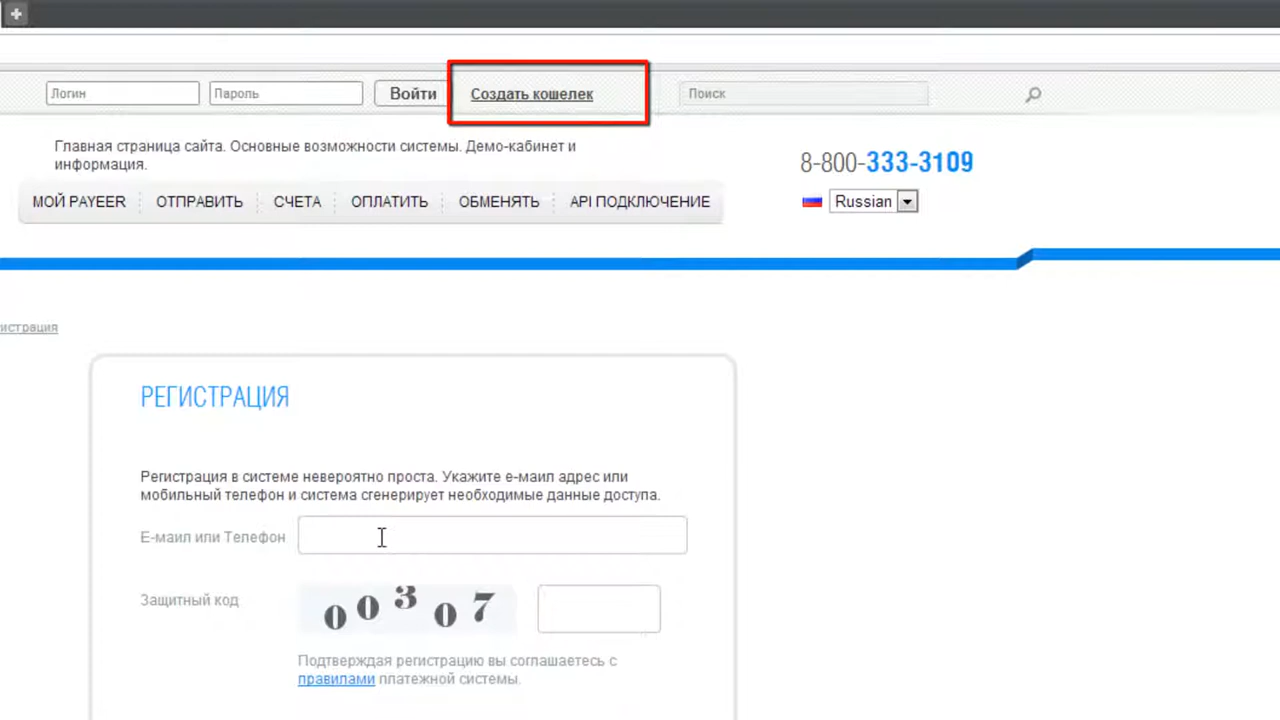 Логин Пароль Войти Создать кошелек Поиск
Главная страница сайта. Основные возможности системы. Демо-кабинет и
информация.
8-800-333-3109
МОЙ PAYEER ОТПРАВИТЬ СЧЕТА ОПЛАТИТЬ ОБМЕНЯТЬ API ПОДКЛЮЧЕНИЕ
Russian
истрация
РЕГИСТРАЦИЯ
Регистрация в системе невероятно проста. Укажите е-маил адрес или
мобильный телефон и система сгенерирует необходимые данные доступа.
Е-маил или Телефон
Защитный код
00307
Подтверждая регистрацию вы соглашаетесь с
правилами платежной системы.